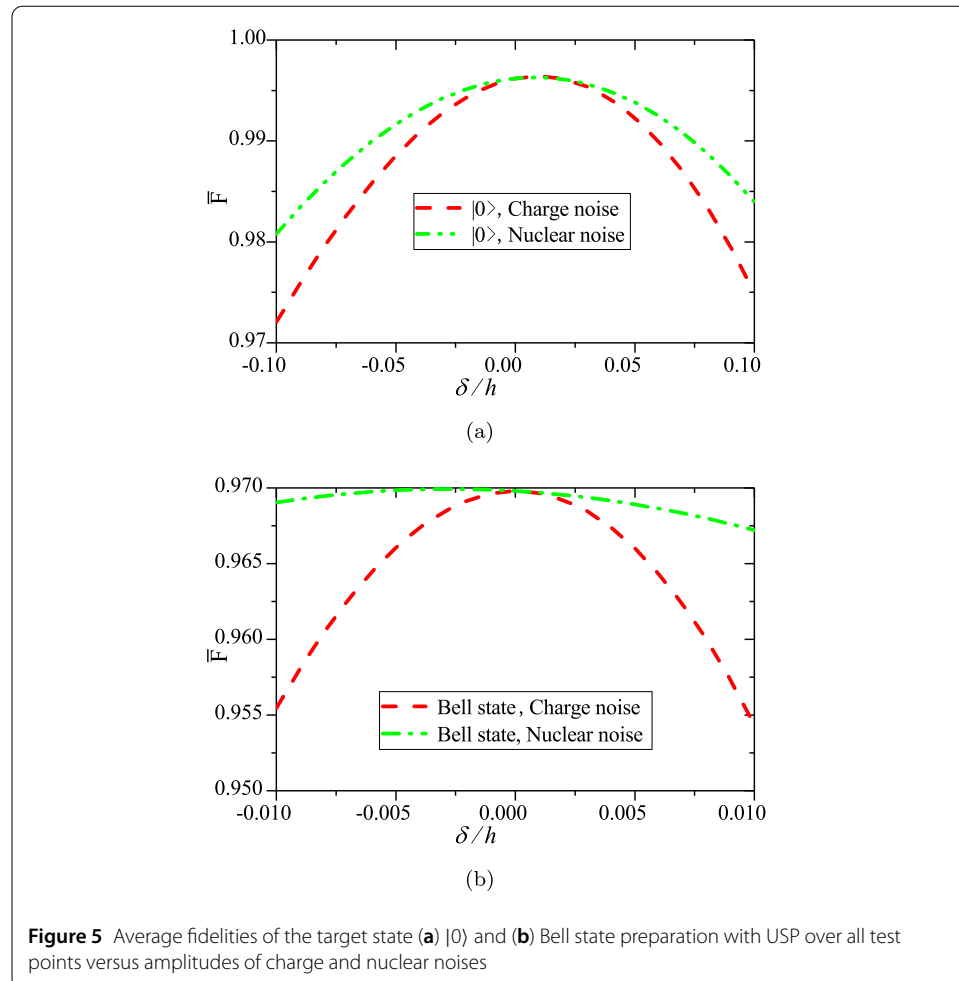 1.00
0.99
0.98
0.97
F̅
|0>, Charge noise
|0>, Nuclear noise
-0.10 -0.05 0.00 0.05 0.10
δ/h
(a)
0.970
0.965
0.960
0.955
0.950
F̅
Bell state, Charge noise
Bell state, Nuclear noise
-0.010 -0.005 0.000 0.005 0.010
δ/h
(b)
Figure 5 Average fidelities of the target state (a) |0⟩ and (b) Bell state preparation with USP over all test
points versus amplitudes of charge and nuclear noises